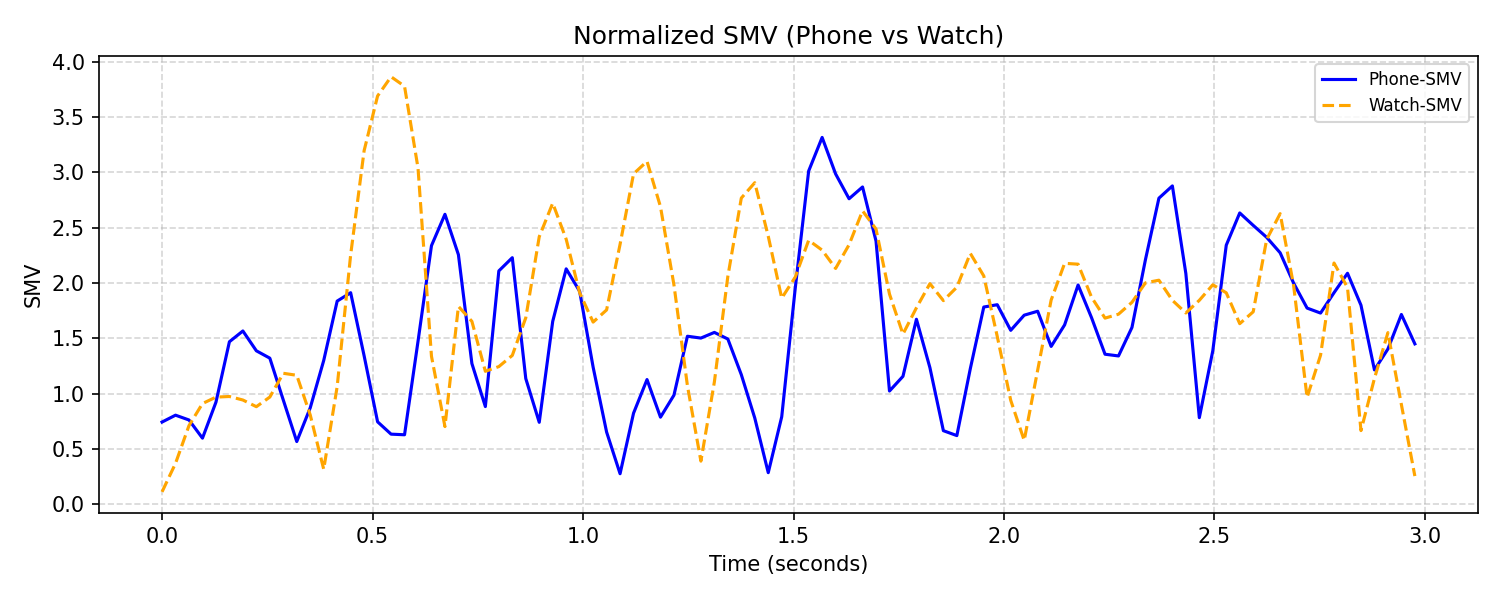 Normalized SMV (Phone vs Watch)
Phone-SMV
Watch-SMV
4.0
3.5
3.0
2.5
2.0
1.5
1.0
0.5
0.0
SMV
0.0 0.5 1.0 1.5 2.0 2.5 3.0
Time (seconds)